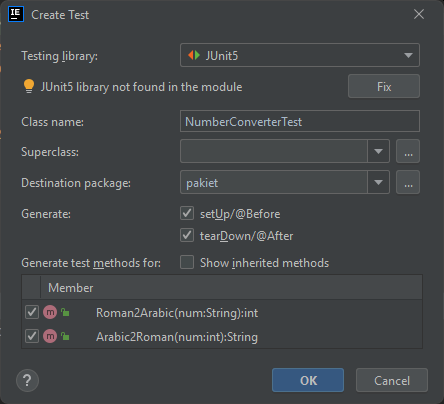 IE Create Test
Testing library: JUnit5
JUnit5 library not found in the module Fix
Class name: NumberConverterTest
Superclass: ...
Destination package: pakiet ...
Generate: setUp/@Before
tearDown/@After
Generate test methods for: Show inherited methods
Member
m Roman2Arabic(num:String):int
m Arabic2Roman(num:int):String
? OK Cancel